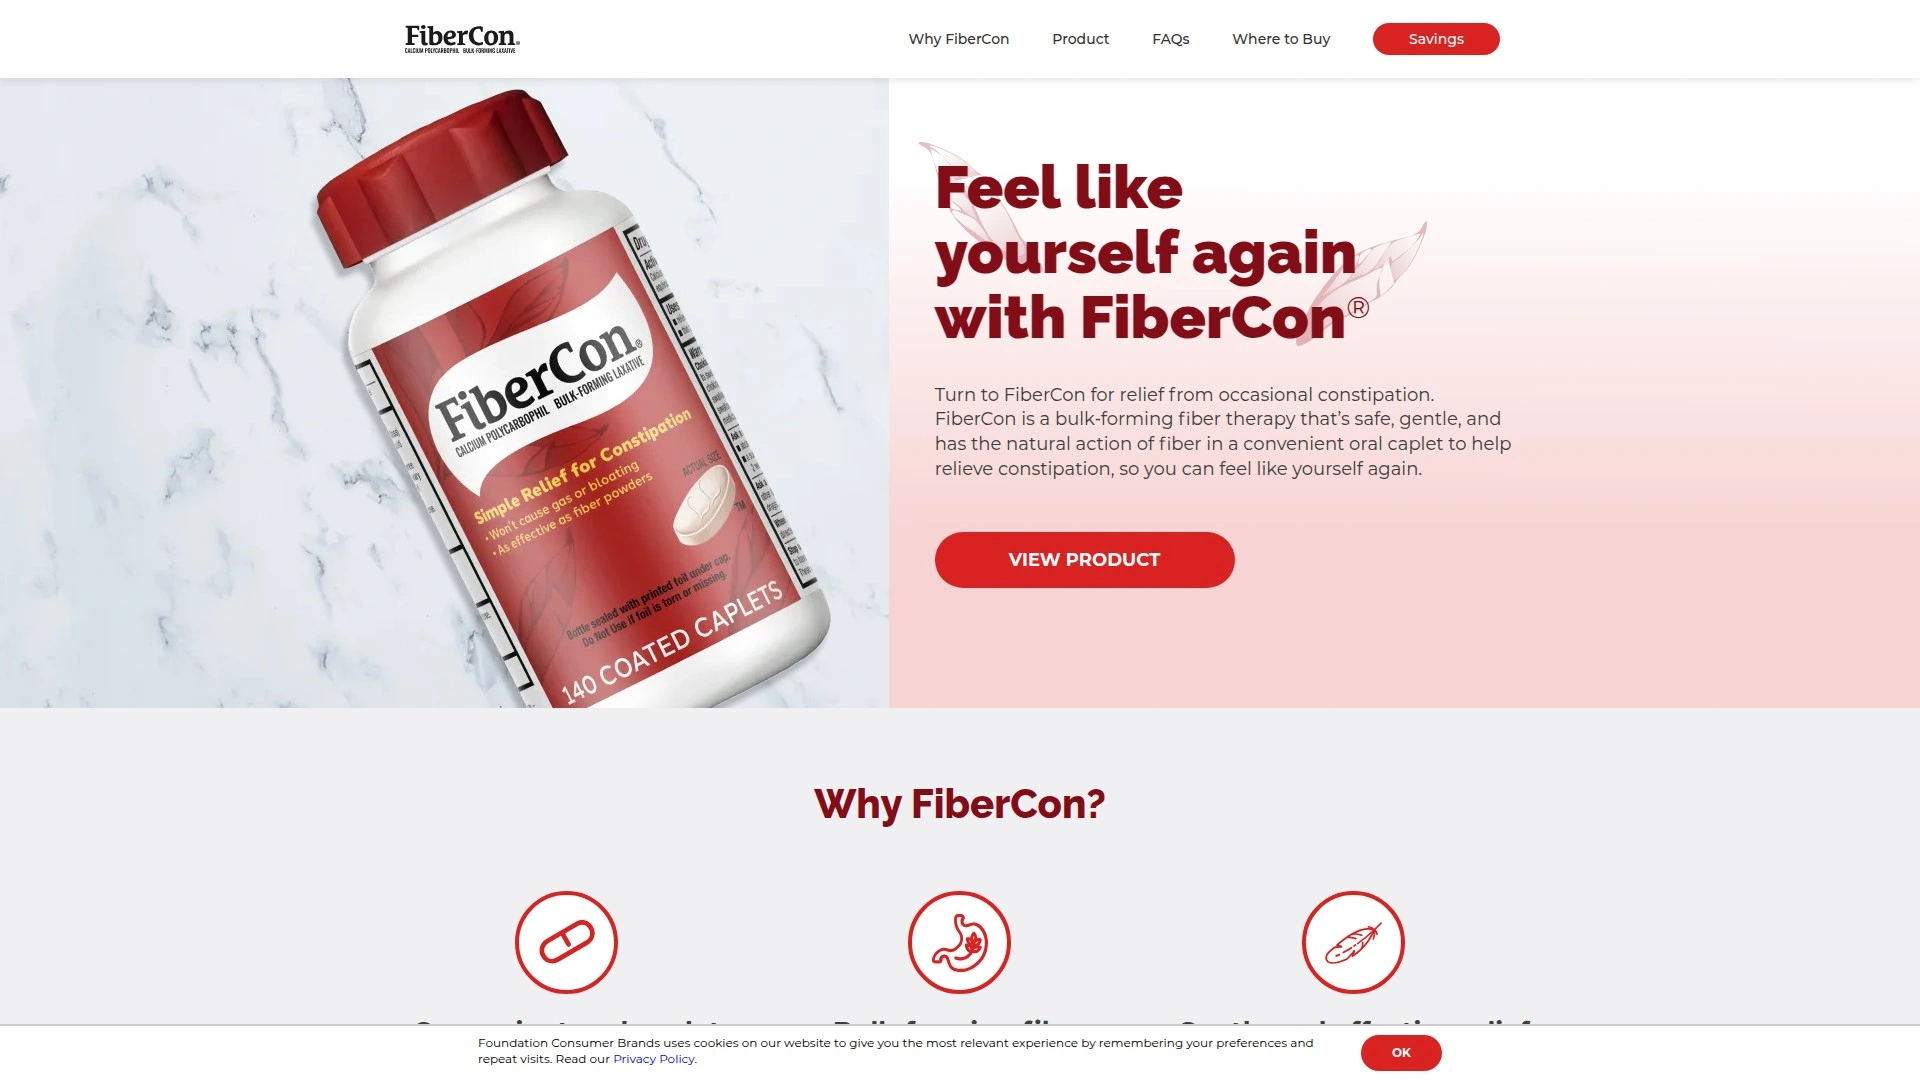 FiberCon®
CALCIUM POLYCARBOPHIL BULK-FORMING LAXATIVE
Why FiberCon
Product
FAQs
Where to Buy
Savings
FiberCon®
CALCIUM POLYCARBOPHIL BULK-FORMING LAXATIVE
Simple Relief for Constipation
• Won't cause gas or bloating
• As effective as fiber powders
ACTUAL SIZE
TM
Bottle sealed with printed foil under cap.
Do Not Use if foil is torn or missing.
140 COATED CAPLETS
Feel like
yourself again
with FiberCon®
Turn to FiberCon for relief from occasional constipation.
FiberCon is a bulk-forming fiber therapy that’s safe, gentle, and
has the natural action of fiber in a convenient oral caplet to help
relieve constipation, so you can feel like yourself again.
VIEW PRODUCT
Why FiberCon?
Foundation Consumer Brands uses cookies on our website to give you the most relevant experience by remembering your preferences and
repeat visits. Read our Privacy Policy.
OK